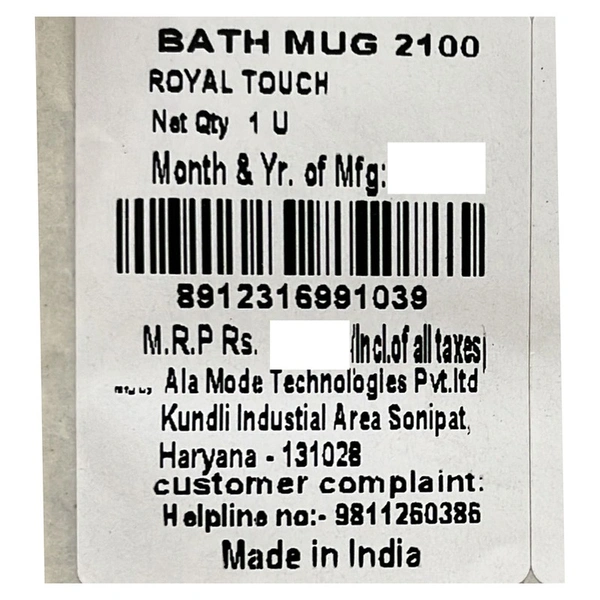 BATH MUG 2100
ROYAL TOUCH
Net Qty 1 U
Month & Yr. of Mfg:
8912316991039
M.R.P Rs. (Incl.of all taxes)
Ala Mode Technologies Pvt.ltd
Kundli Industial Area Sonipat,
Haryana - 131028
customer complaint:
Helpline no:- 9811260386
Made in India